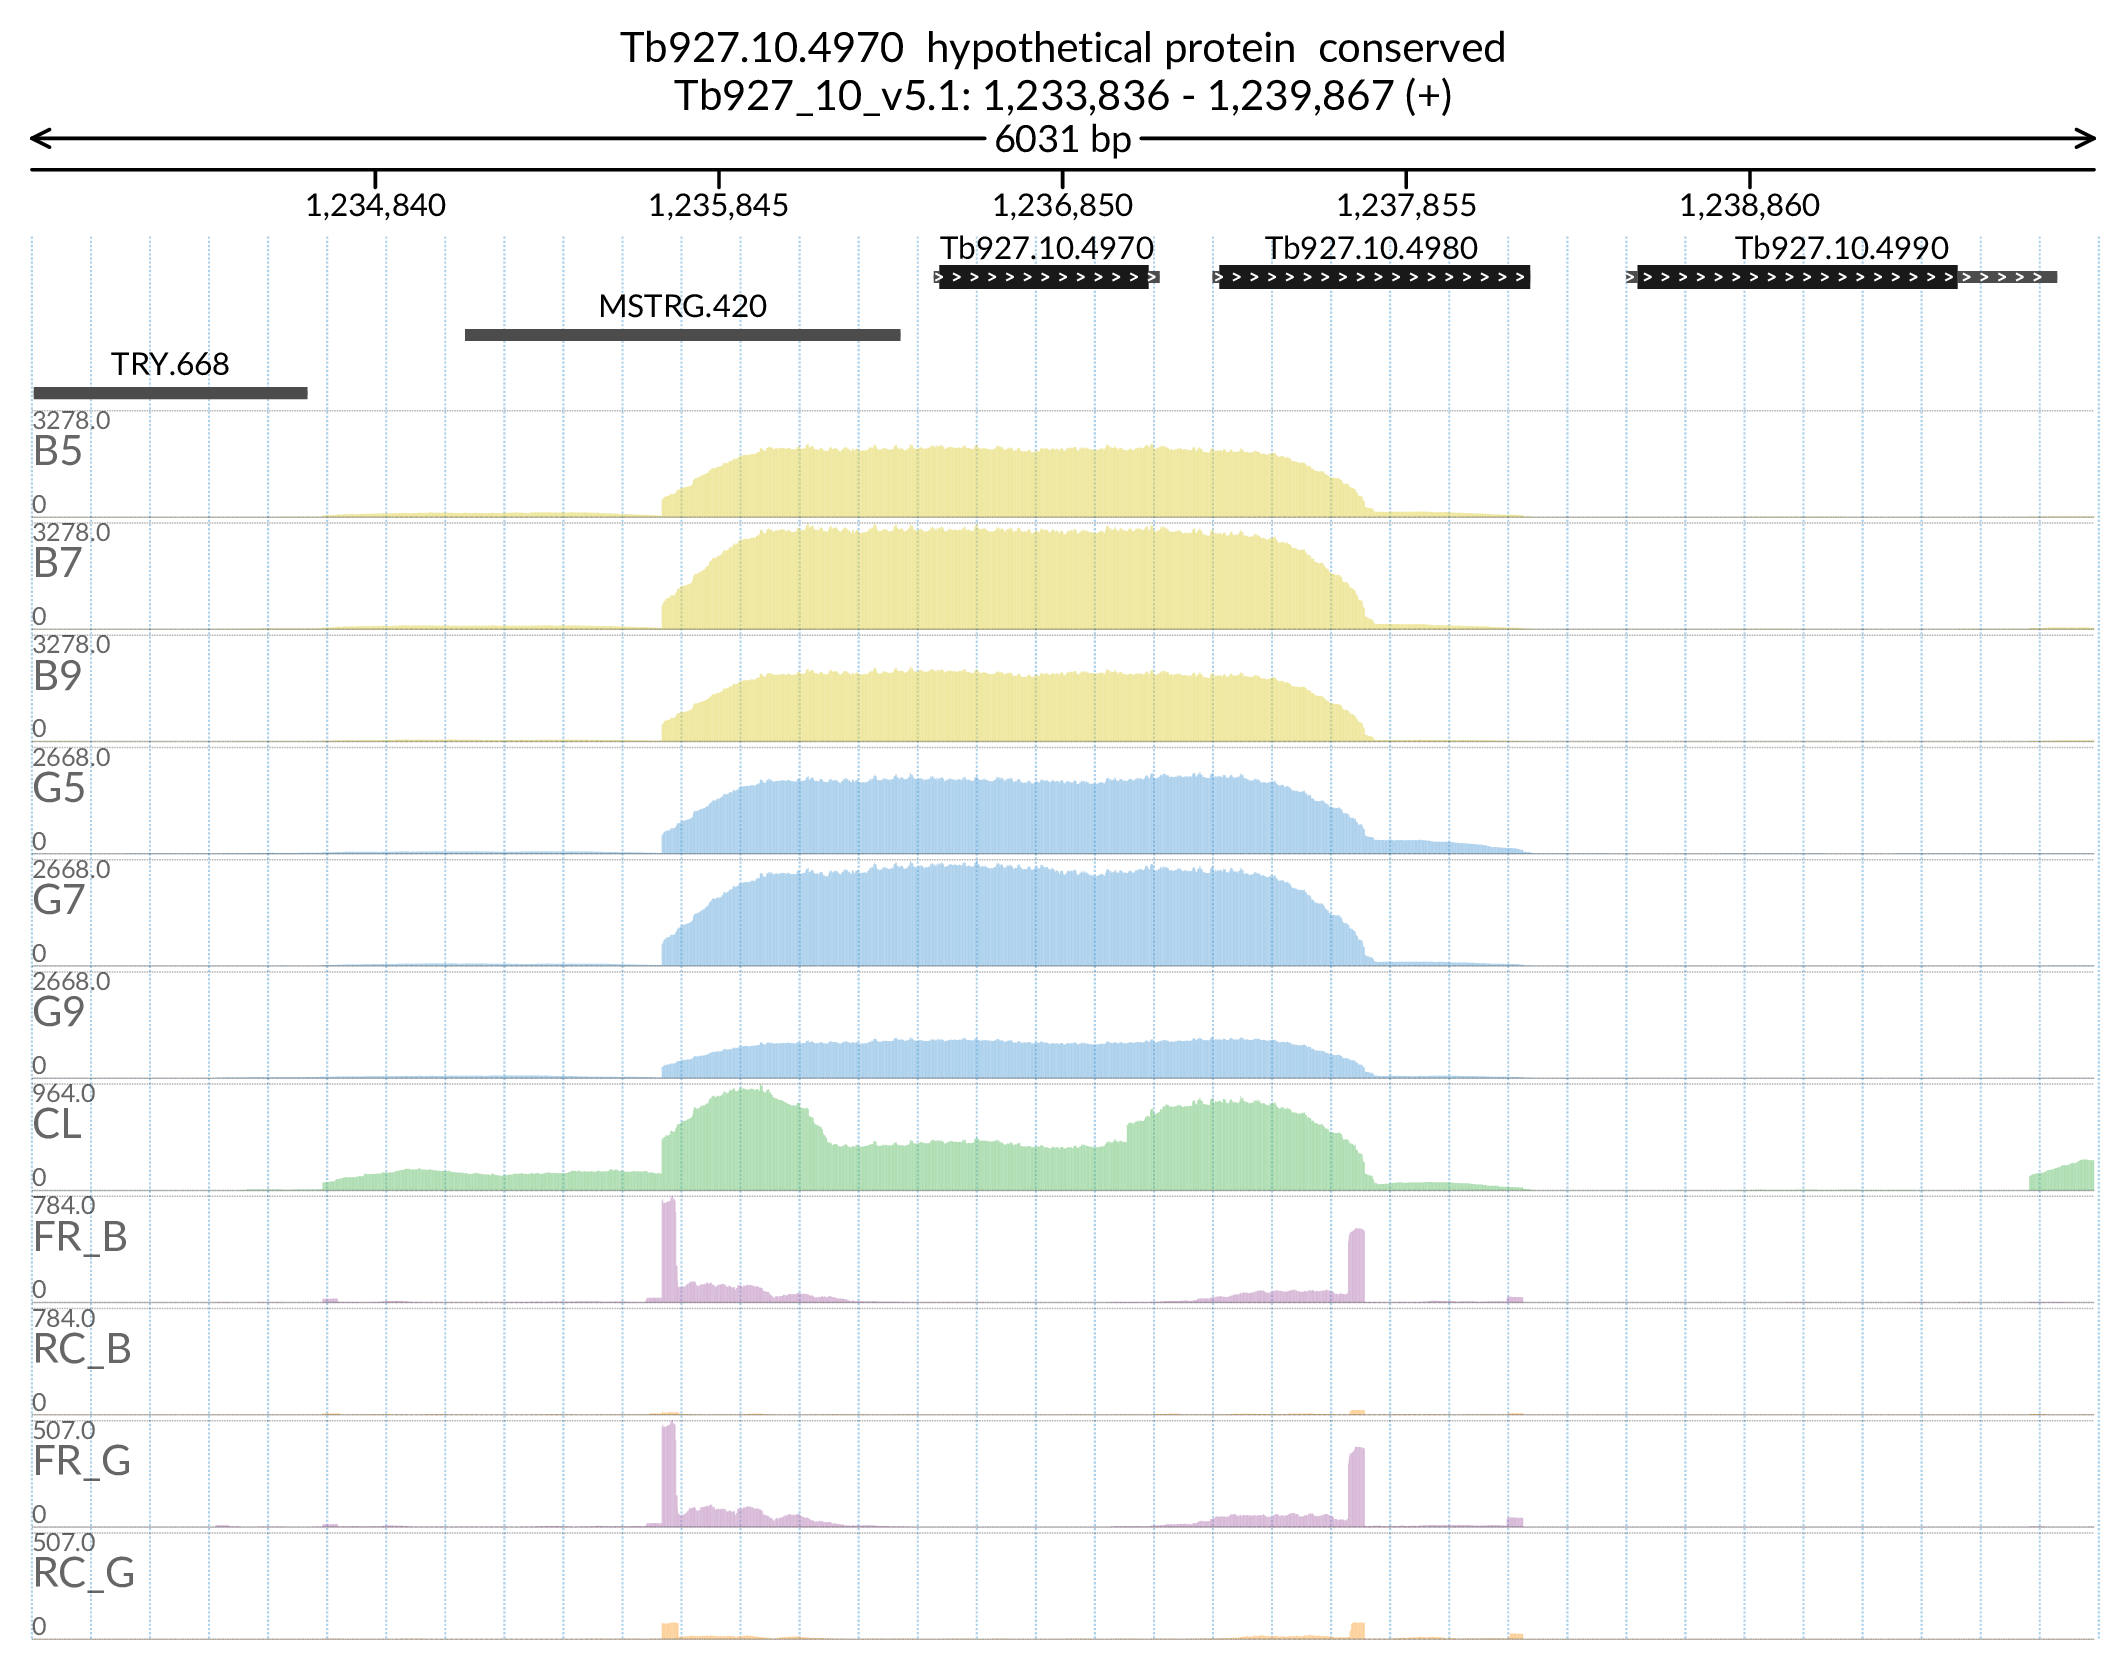 Tb927.10.4970  hypothetical protein  conserved
Tb927_10_v5.1: 1,233,836 - 1,239,867 (+)
6031 bp
1,234,840 1,235,845 1,236,850 1,237,855 1,238,860
Tb927.10.4970 Tb927.10.4980 Tb927.10.4990
MSTRG.420
TRY.668
3278.0
B5
0
3278.0
B7
0
3278.0
B9
0
2668.0
G5
0
2668.0
G7
0
2668.0
G9
0
964.0
CL
0
784.0
FR_B
0
784.0
RC_B
0
507.0
FR_G
0
507.0
RC_G
0